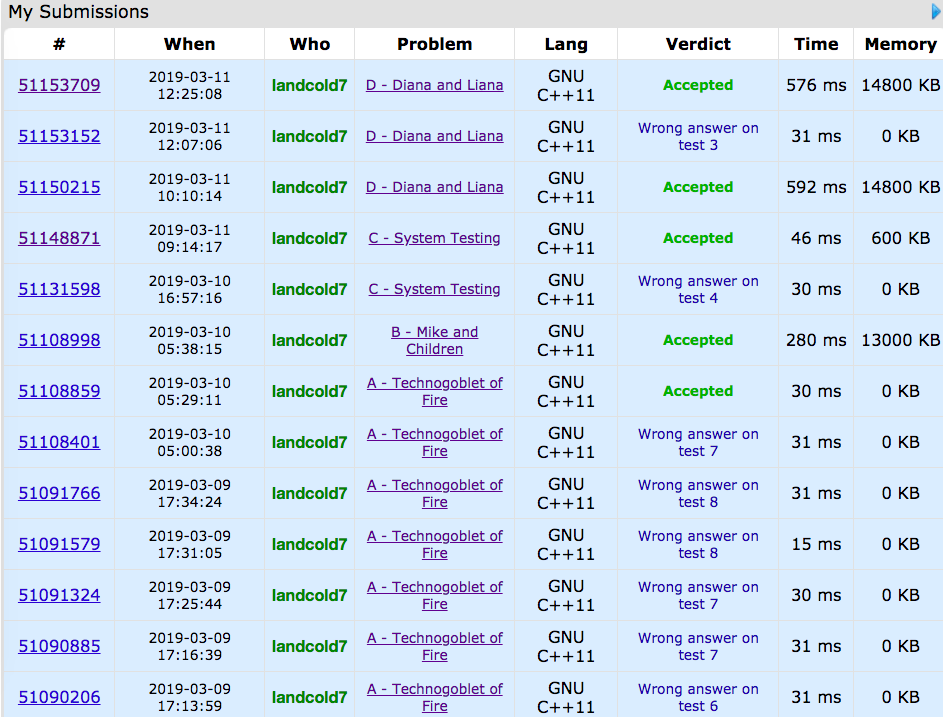 My Submissions
# When Who Problem Lang Verdict Time Memory
51153709 2019-03-11 12:25:08 landcold7 D - Diana and Liana GNU C++11 Accepted 576 ms 14800 KB
51153152 2019-03-11 12:07:06 landcold7 D - Diana and Liana GNU C++11 Wrong answer on test 3 31 ms 0 KB
51150215 2019-03-11 10:10:14 landcold7 D - Diana and Liana GNU C++11 Accepted 592 ms 14800 KB
51148871 2019-03-11 09:14:17 landcold7 C - System Testing GNU C++11 Accepted 46 ms 600 KB
51131598 2019-03-10 16:57:16 landcold7 C - System Testing GNU C++11 Wrong answer on test 4 30 ms 0 KB
51108998 2019-03-10 05:38:15 landcold7 B - Mike and Children GNU C++11 Accepted 280 ms 13000 KB
51108859 2019-03-10 05:29:11 landcold7 A - Technogoblet of Fire GNU C++11 Accepted 30 ms 0 KB
51108401 2019-03-10 05:00:38 landcold7 A - Technogoblet of Fire GNU C++11 Wrong answer on test 7 31 ms 0 KB
51091766 2019-03-09 17:34:24 landcold7 A - Technogoblet of Fire GNU C++11 Wrong answer on test 8 31 ms 0 KB
51091579 2019-03-09 17:31:05 landcold7 A - Technogoblet of Fire GNU C++11 Wrong answer on test 8 15 ms 0 KB
51091324 2019-03-09 17:25:44 landcold7 A - Technogoblet of Fire GNU C++11 Wrong answer on test 7 30 ms 0 KB
51090885 2019-03-09 17:16:39 landcold7 A - Technogoblet of Fire GNU C++11 Wrong answer on test 7 31 ms 0 KB
51090206 2019-03-09 17:13:59 landcold7 A - Technogoblet of Fire GNU C++11 Wrong answer on test 6 31 ms 0 KB